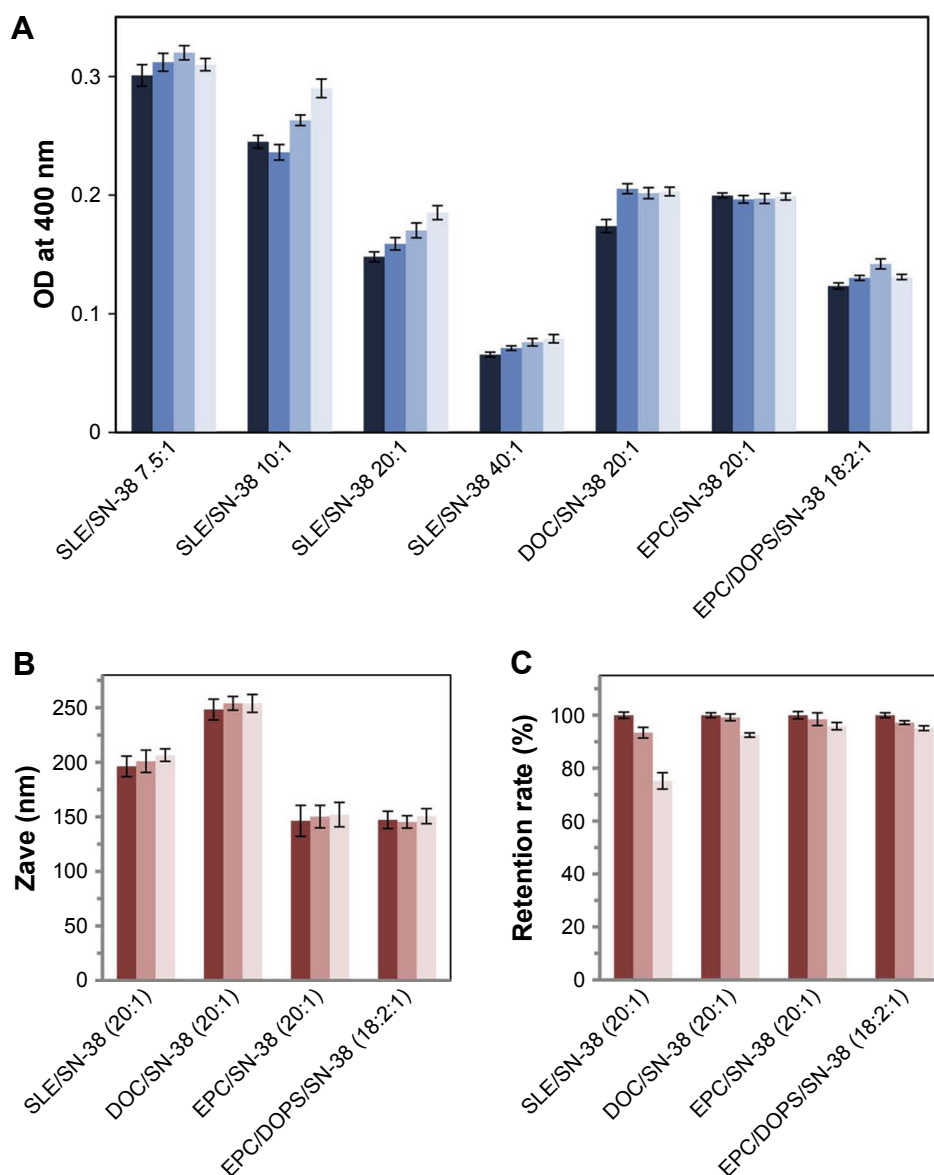 A
OD at 400 nm
0.3
0.2
0.1
0
SLE/SN-38 7.5:1
SLE/SN-38 10:1
SLE/SN-38 20:1
SLE/SN-38 40:1
DOC/SN-38 20:1
EPC/SN-38 20:1
EPC/DOPS/SN-38 18:2:1
B
Zave (nm)
250
200
150
100
50
0
SLE/SN-38 (20:1)
DOC/SN-38 (20:1)
EPC/SN-38 (20:1)
EPC/DOPS/SN-38 (18:2:1)
C
Retention rate (%)
100
80
60
40
20
0
SLE/SN-38 (20:1)
DOC/SN-38 (20:1)
EPC/SN-38 (20:1)
EPC/DOPS/SN-38 (18:2:1)